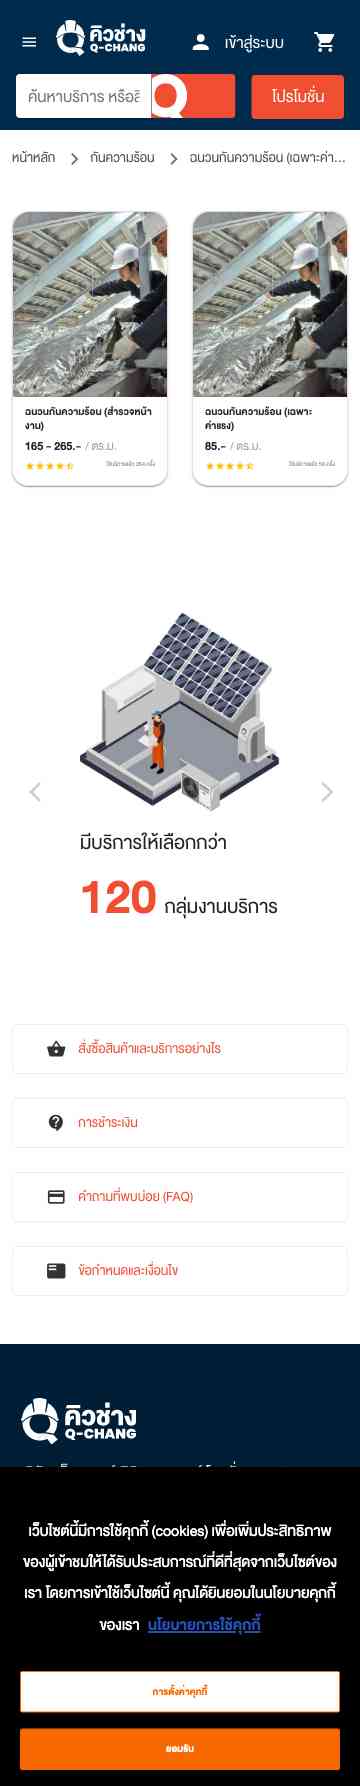 คิวช่าง
Q-CHANG
เข้าสู่ระบบ
ค้นหาบริการ หรือสิ
โปรโมชั่น
หน้าหลัก > กันความร้อน > ฉนวนกันความร้อน (เฉพาะค่า...
ฉนวนกันความร้อน (สำรวจหน้างาน)
165 - 265.- / ตร.ม.
ฉนวนกันความร้อน (เฉพาะค่าแรง)
85.- / ตร.ม.
มีบริการให้เลือกกว่า
120 กลุ่มงานบริการ
สั่งซื้อสินค้าและบริการอย่างไร
การชำระเงิน
คำถามที่พบบ่อย (FAQ)
ข้อกำหนดและเงื่อนไข
คิวช่าง
Q-CHANG
เว็บไซต์นี้มีการใช้คุกกี้ (cookies) เพื่อเพิ่มประสิทธิภาพ
ของผู้เข้าชมให้ได้รับประสบการณ์ที่ดีที่สุดจากเว็บไซต์ของ
เรา โดยการเข้าใช้เว็บไซต์นี้ คุณได้ยินยอมในนโยบายคุกกี้
ของเรา นโยบายการใช้คุกกี้
การตั้งค่าคุกกี้
ยอมรับ